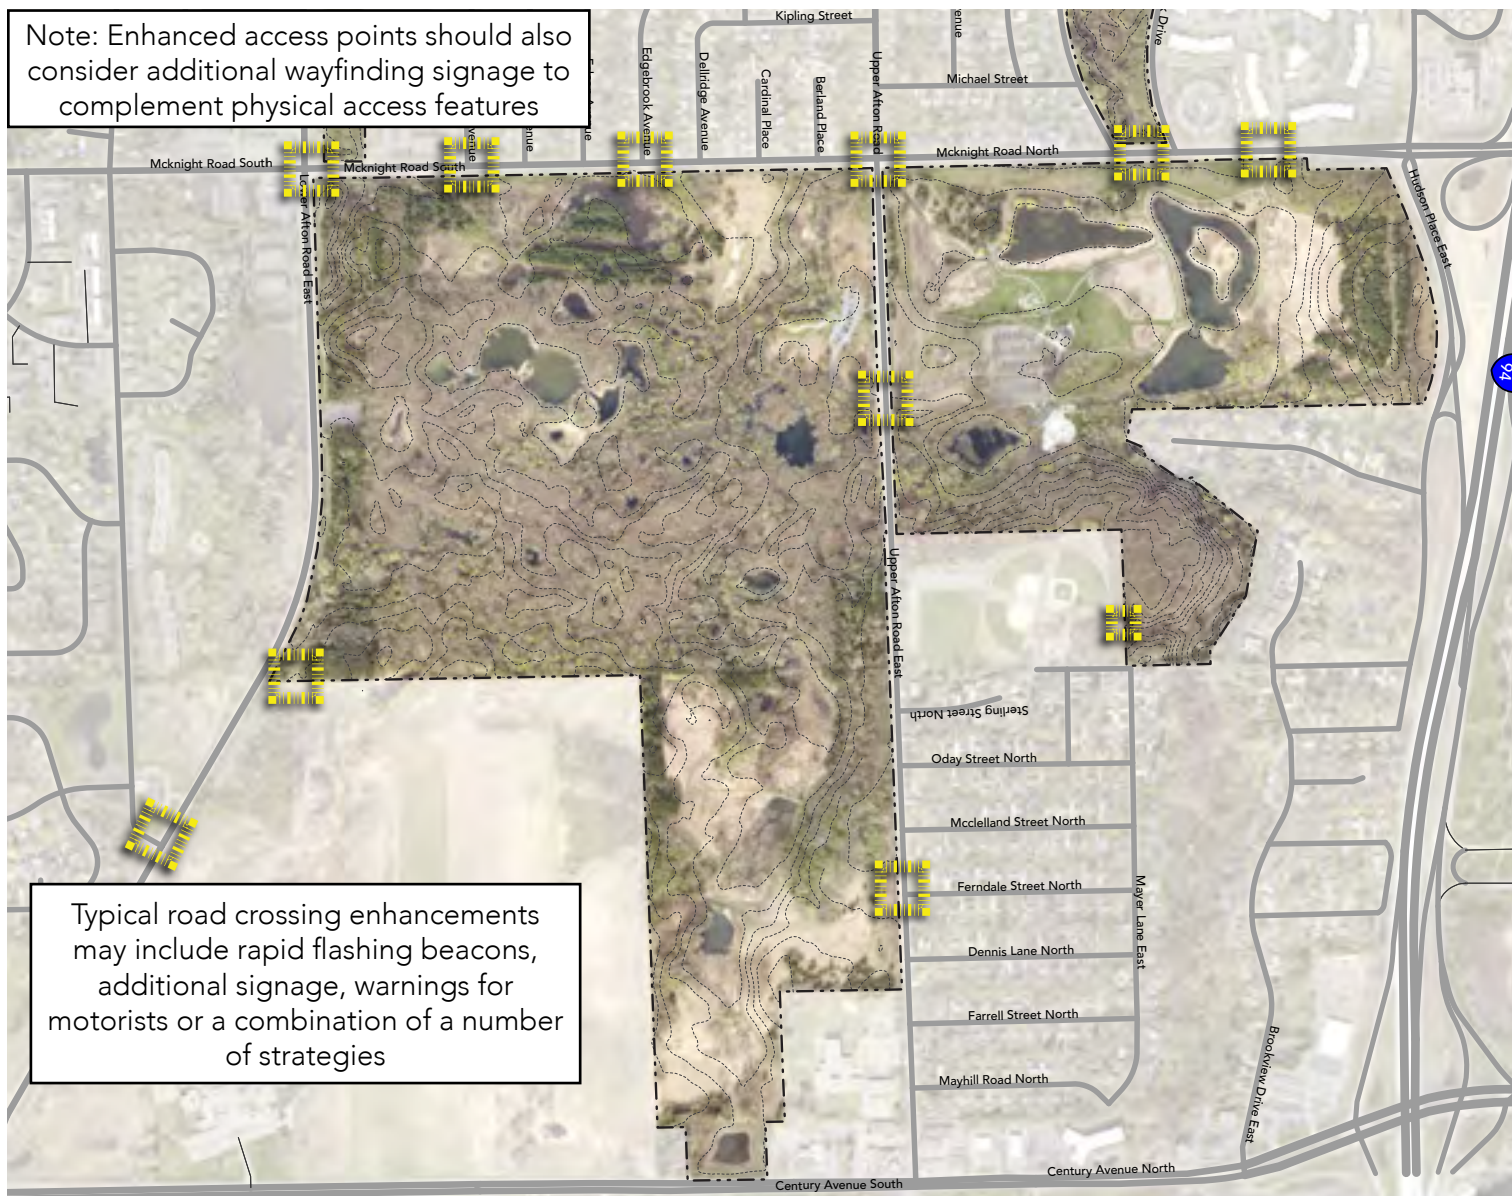 Note: Enhanced access points should also
consider additional wayfinding signage to
complement physical access features
Kipling Street
Drive
Michael Street
Edgebrook Avenue
Dellridge Avenue
Cardinal Place
Berland Place
Upper Afton Road
Mcknight Road South
Mcknight Road South
Mcknight Road North
Lower Afton Road East
Hudson Place East
94
Upper Afton Road East
Sterling Street North
Oday Street North
Mcclelland Street North
Ferndale Street North
Mayer Lane East
Dennis Lane North
Farrell Street North
Mayhill Road North
Brookview Drive East
Century Avenue North
Century Avenue South
Typical road crossing enhancements
may include rapid flashing beacons,
additional signage, warnings for
motorists or a combination of a number
of strategies